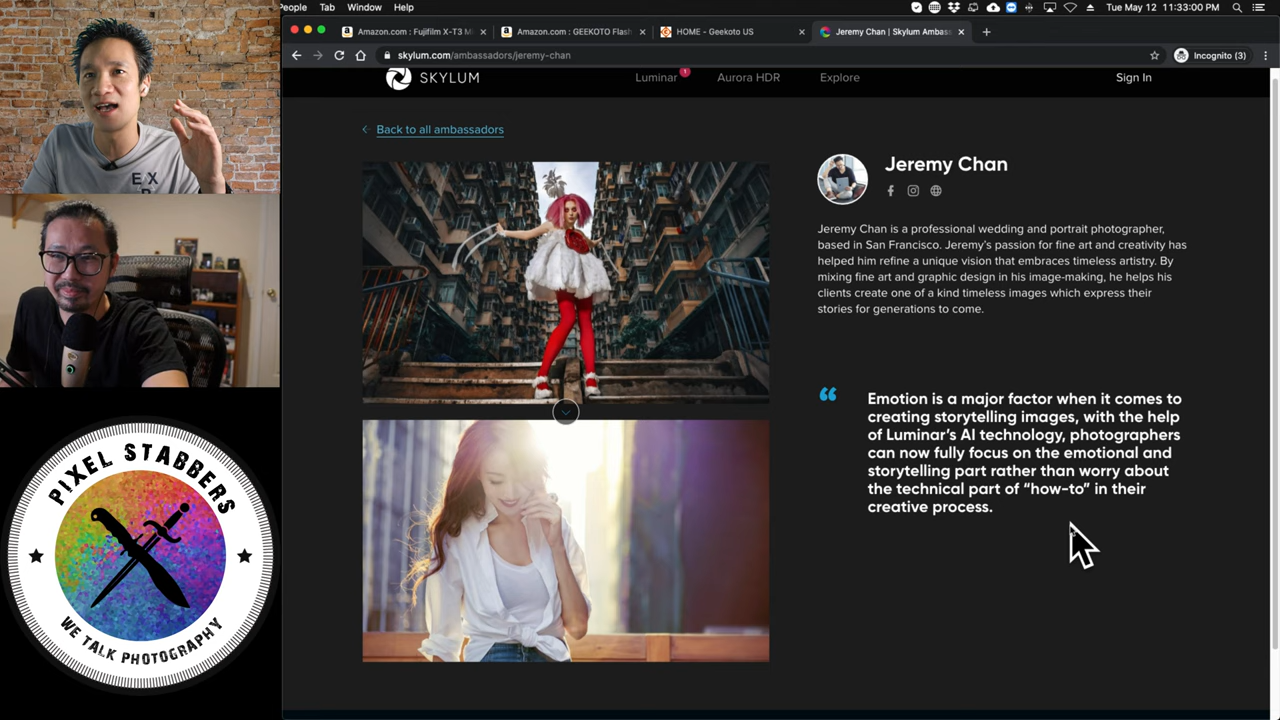 People Tab Window Help
Tue May 12 11:33:00 PM
Amazon.com : Fujifilm X-T3 M
Amazon.com : GEEKOTO Flash
HOME - Geekoto US
Jeremy Chan | Skylum Ambass
skylum.com/ambassadors/jeremy-chan
Incognito (3)
SKYLUM
Luminar 1
Aurora HDR
Explore
Sign In
Back to all ambassadors
Jeremy Chan
Jeremy Chan is a professional wedding and portrait photographer,
based in San Francisco. Jeremy's passion for fine art and creativity has
helped him refine a unique vision that embraces timeless artistry. By
mixing fine art and graphic design in his image-making, he helps his
clients create one of a kind timeless images which express their
stories for generations to come.
“ Emotion is a major factor when it comes to
creating storytelling images, with the help
of Luminar's AI technology, photographers
can now fully focus on the emotional and
storytelling part rather than worry about
the technical part of “how-to” in their
creative process.
PIXEL STABBERS
WE TALK PHOTOGRAPHY